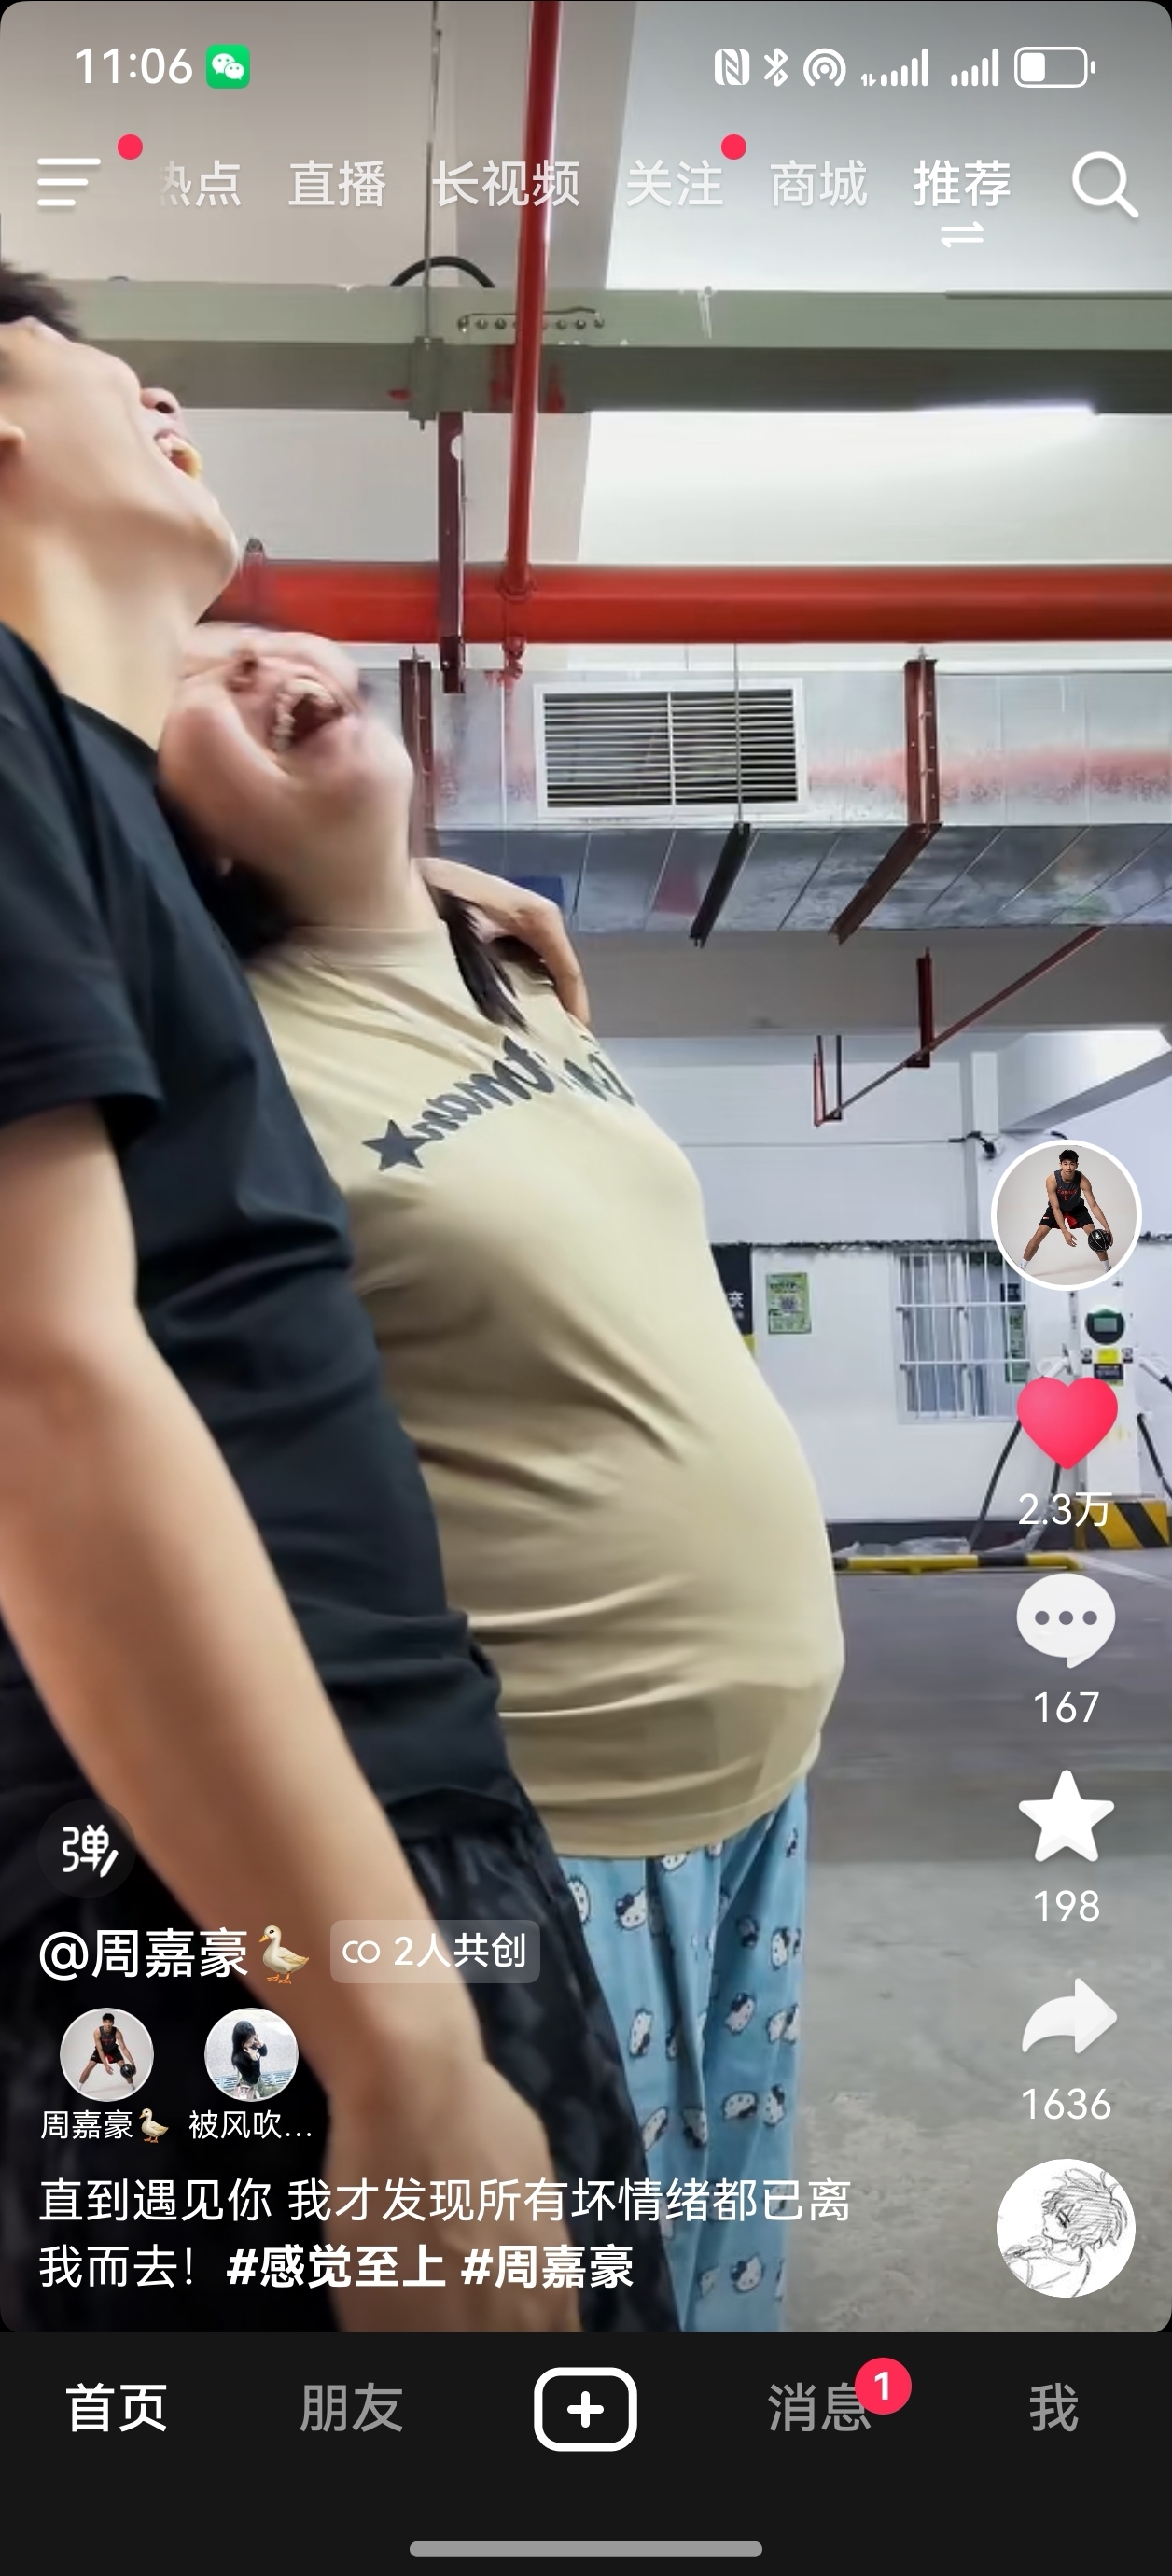 11:06
热点 直播 长视频 关注 商城 推荐
2.3万
167
198
弹
@周嘉豪🦆 2人共创
1636
周嘉豪🦆 被风吹...
直到遇见你 我才发现所有坏情绪都已离
我而去！#感觉至上 #周嘉豪
首页 朋友 消息 1 我